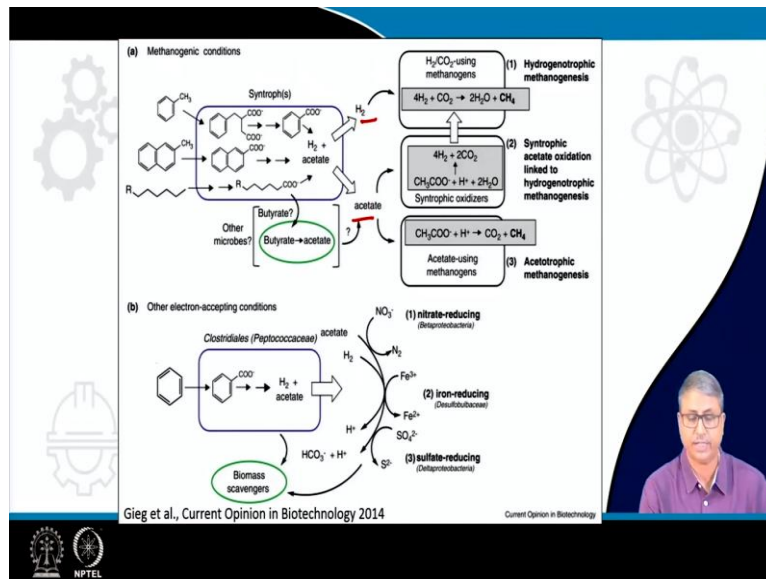 (a) Methanogenic conditions
Syntroph(s)
CH₃
COO⁻
COO⁻
COO⁻
H₂ +
acetate
CH₃
COO⁻
R
R
COO⁻
H₂
acetate
Butyrate?
Other
microbes?
Butyrate→acetate
?
H₂/CO₂-using
methanogens
4H₂ + CO₂ → 2H₂O + CH₄
(1) Hydrogenotrophic
methanogenesis
4H₂ + 2CO₂
CH₃COO⁻ + H⁺ + 2H₂O
Syntrophic oxidizers
(2) Syntrophic
acetate oxidation
linked to
hydrogenotrophic
methanogenesis
CH₃COO⁻ + H⁺ → CO₂ + CH₄
Acetate-using
methanogens
(3) Acetotrophic
methanogenesis
(b) Other electron-accepting conditions
Clostridiales (Peptococcaceae)
COO⁻
H₂ +
acetate
acetate
H₂
H⁺
HCO₃⁻ + H⁺
Biomass
scavengers
NO₃⁻
N₂
(1) nitrate-reducing
(Betaproteobacteria)
Fe³⁺
Fe²⁺
(2) iron-reducing
(Desulfobulbaceae)
SO₄²⁻
S²⁻
(3) sulfate-reducing
(Deltaproteobacteria)
Gieg et al., Current Opinion in Biotechnology 2014
Current Opinion in Biotechnology
NPTEL